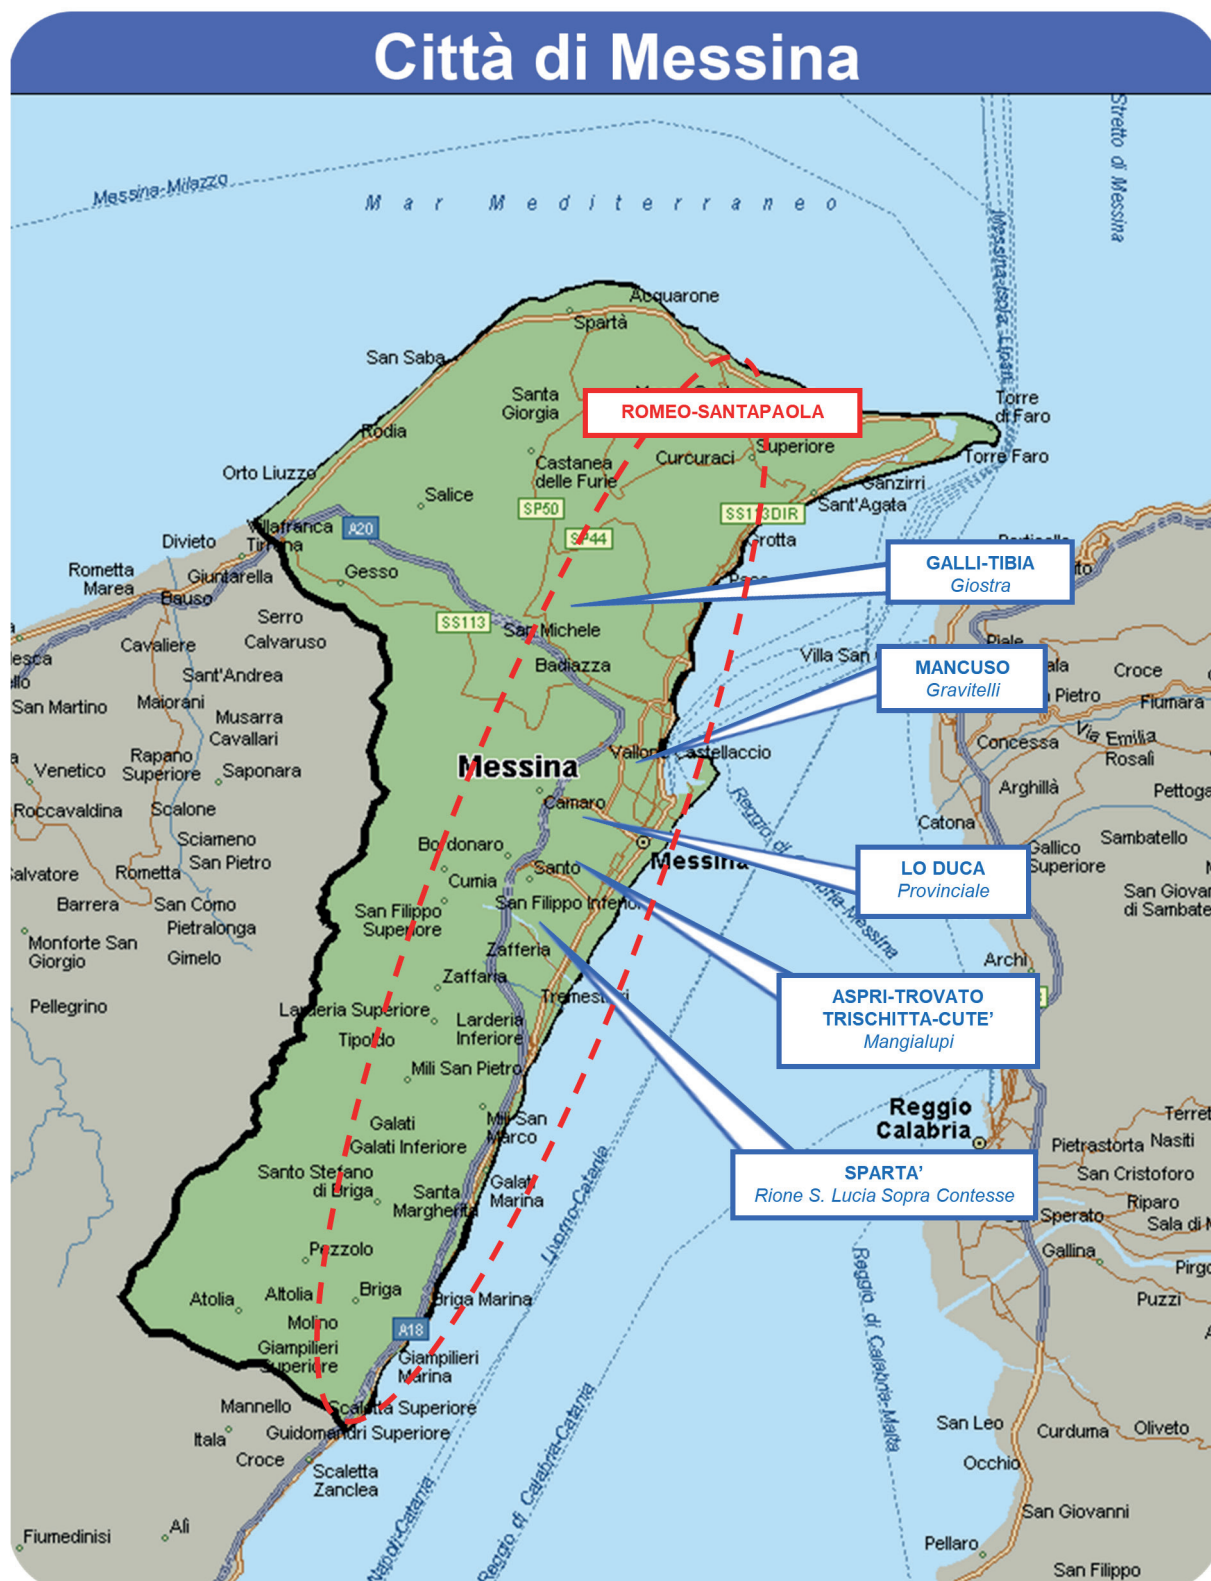 Città di Messina
Stretto di Messina
Messina-Milazzo
Mar Mediterraneo
Messina-Isola Lipari
Acquarone
Spartà
San Saba
Santa
Giorgia
ROMEO-SANTAPAOLA
Torre
di Faro
Rodia
Superiore
Curcuraci
Torre Faro
Castanea
delle Furie
Orto Liuzzo
Salice
Ganzirri
Sant'Agata
SP50
SS113DIR
A20
Villafranca
Tirrena
SP44
Grotta
Divieto
Rometta
Marea
Giuntarella
Gesso
GALLI-TIBIA
Giostra
Bauso
Serro
SS113
San Michele
Cavaliere
Calvaruso
Badiazza
Villa San
Piale
MANCUSO
Gravitelli
Sant'Andrea
Croce
Pietro
San Martino
Maiorani
Fiumara
Musarra
Cavallari
Via Emilia
Concessa
Rosalì
Rapano
Superiore
Vallone
Castellaccio
Messina
Venetico
Saponara
Arghillà
Pettoga
Roccavaldina
Scalone
Camaro
Catona
Reggio di Calabria-Messina
Sciameno
San Pietro
Bordonaro
Messina
Gallico
Superiore
Sambatello
LO DUCA
Provinciale
Salvatore
Rometta
Santo
Cumia
San Giovan
di Sambate
Barrera
San Como
Pietralonga
San Filippo
Superiore
San Filippo Inferiore
Monforte San
Giorgio
Gimelo
Zafferia
Archi
Zaffaria
Tremestieri
ASPRI-TROVATO
TRISCHITTA-CUTE’
Mangialupi
Pellegrino
Larderia Superiore
Larderia
Inferiore
Tipoldo
Mili San Pietro
Reggio
Calabria
Galati
Mili San
Marco
Terret
Galati Inferiore
Pietrastorta
Nasiti
Santo Stefano
di Briga
Santa
Margherita
Galati
Marina
SPARTA’
Rione S. Lucia Sopra Contesse
San Cristoforo
Riparo
Sperato
Sala di M
Livorno-Catania
Pezzolo
Gallina
Pirgo
Reggio di Calabria-Malta
Atolia
Altolia
Briga
Briga Marina
Puzzi
Molino
A18
Giampilieri
Superiore
Giampilieri
Marina
Mannello
Scaletta Superiore
Guidomandri Superiore
Itala
Croce
San Leo
Curduma
Oliveto
Occhio
Scaletta
Zanclea
Napoli-Catania
Reggio di Calabria-Catania
San Giovanni
Fiumedinisi
Alì
Pellaro
San Filippo